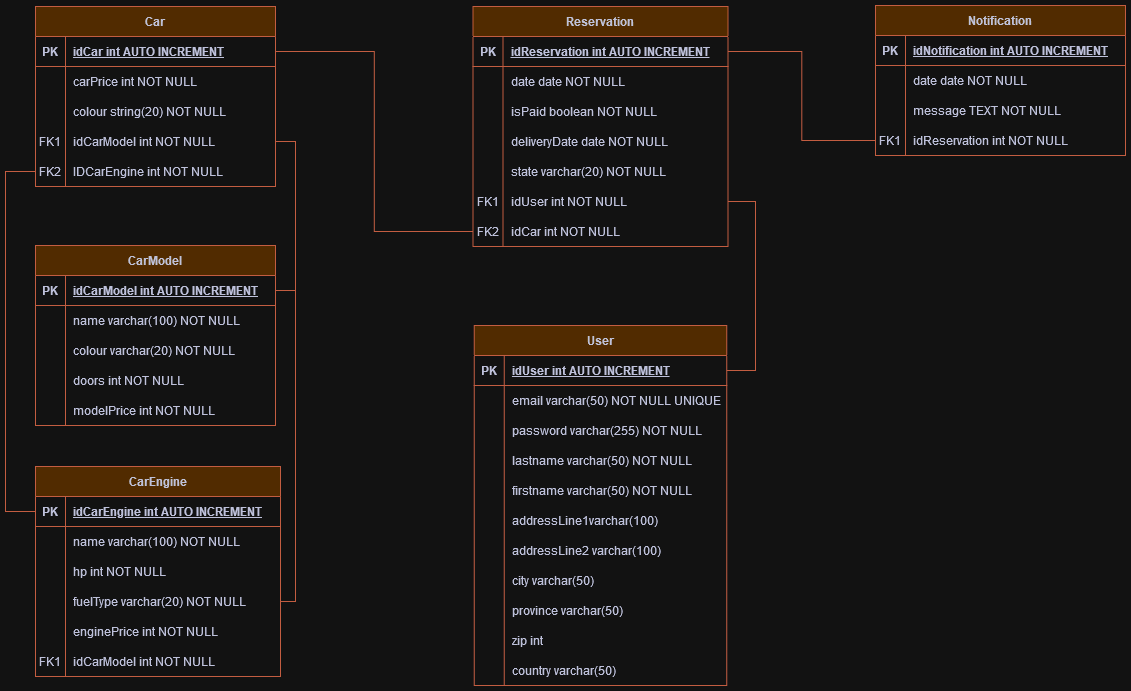 Car
PK idCar int AUTO INCREMENT
carPrice int NOT NULL
colour string(20) NOT NULL
FK1 idCarModel int NOT NULL
FK2 IDCarEngine int NOT NULL
CarModel
PK idCarModel int AUTO INCREMENT
name varchar(100) NOT NULL
colour varchar(20) NOT NULL
doors int NOT NULL
modelPrice int NOT NULL
CarEngine
PK idCarEngine int AUTO INCREMENT
name varchar(100) NOT NULL
hp int NOT NULL
fuelType varchar(20) NOT NULL
enginePrice int NOT NULL
FK1 idCarModel int NOT NULL
Reservation
PK idReservation int AUTO INCREMENT
date date NOT NULL
isPaid boolean NOT NULL
deliveryDate date NOT NULL
state varchar(20) NOT NULL
FK1 idUser int NOT NULL
FK2 idCar int NOT NULL
User
PK idUser int AUTO INCREMENT
email varchar(50) NOT NULL UNIQUE
password varchar(255) NOT NULL
lastname varchar(50) NOT NULL
firstname varchar(50) NOT NULL
addressLine1varchar(100)
addressLine2 varchar(100)
city varchar(50)
province varchar(50)
zip int
country varchar(50)
Notification
PK idNotification int AUTO INCREMENT
date date NOT NULL
message TEXT NOT NULL
FK1 idReservation int NOT NULL